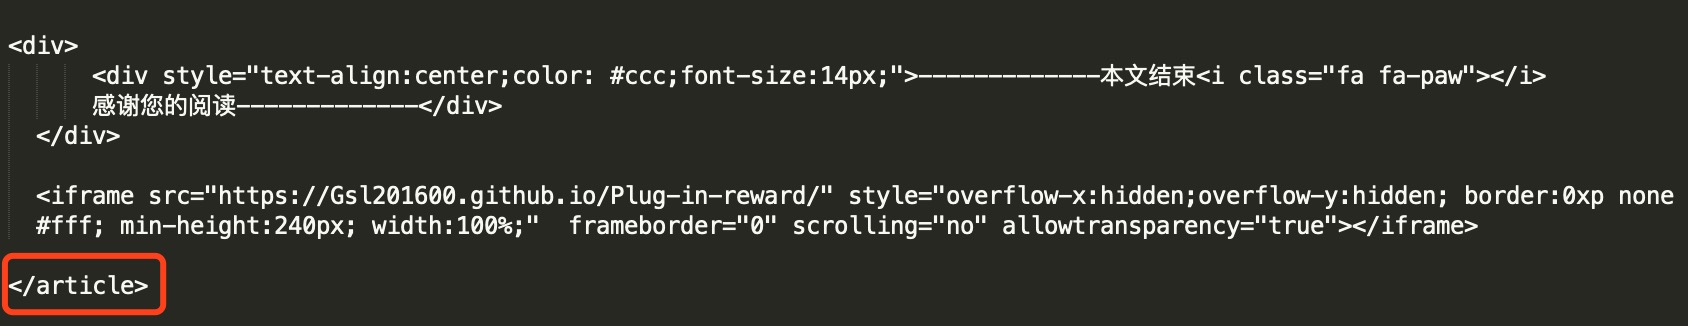 <div>
<div style="text-align:center;color: #ccc;font-size:14px;">-------------本文结束<i class="fa fa-paw"></i>
感谢您的阅读-------------</div>
</div>
<iframe src="https://Gsl201600.github.io/Plug-in-reward/" style="overflow-x:hidden;overflow-y:hidden; border:0xp none
#fff; min-height:240px; width:100%;"  frameborder="0" scrolling="no" allowtransparency="true"></iframe>
</article>